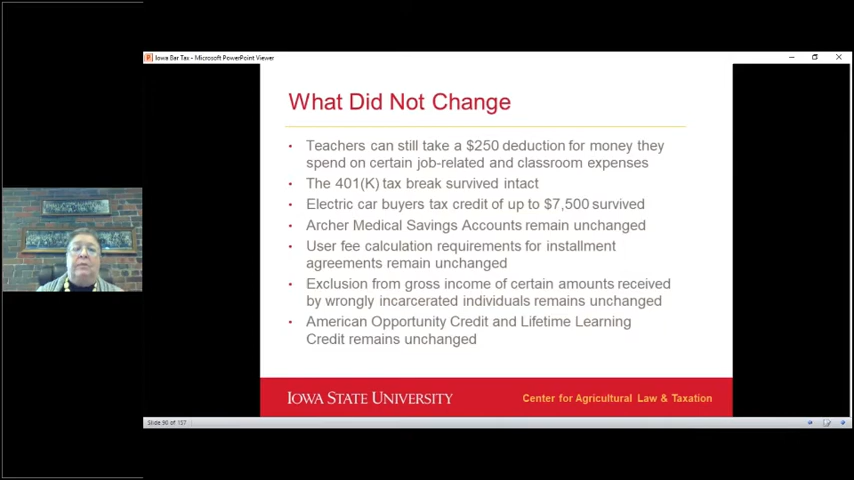 Iowa Bar Tax - Microsoft PowerPoint Viewer
What Did Not Change
• Teachers can still take a $250 deduction for money they
spend on certain job-related and classroom expenses
• The 401(K) tax break survived intact
• Electric car buyers tax credit of up to $7,500 survived
• Archer Medical Savings Accounts remain unchanged
• User fee calculation requirements for installment
agreements remain unchanged
• Exclusion from gross income of certain amounts received
by wrongly incarcerated individuals remains unchanged
• American Opportunity Credit and Lifetime Learning
Credit remains unchanged
IOWA STATE UNIVERSITY
Center for Agricultural Law & Taxation
Slide 90 of 157